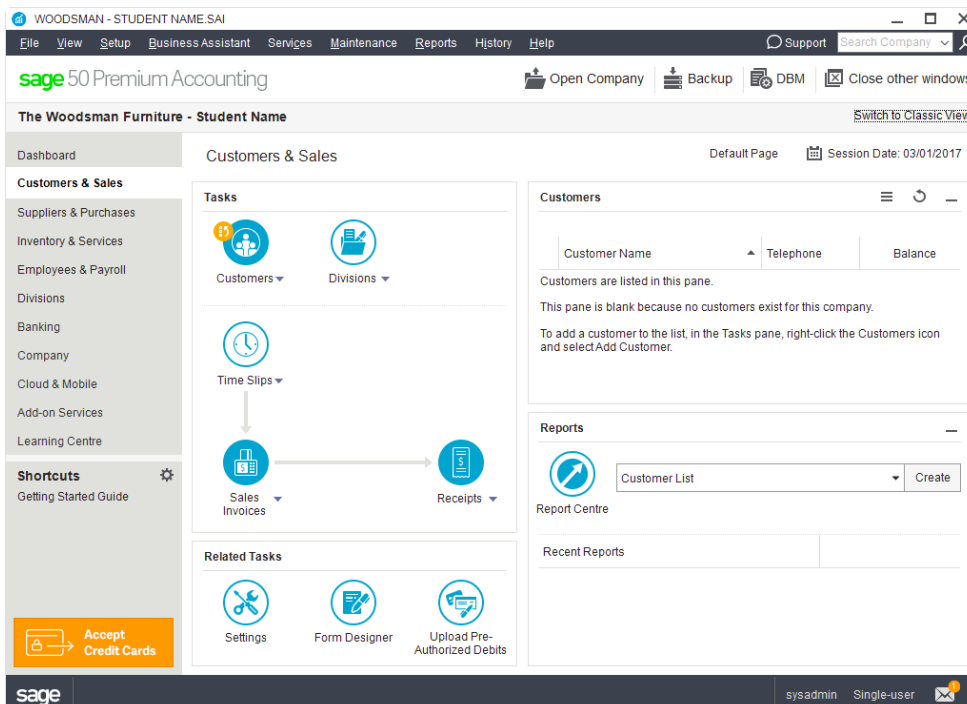 WOODSMAN - STUDENT NAME.SAI
File View Setup Business Assistant Services Maintenance Reports History Help
Support Search Company
sage 50 Premium Accounting
Open Company Backup DBM Close other windows
The Woodsman Furniture - Student Name
Switch to Classic View
Dashboard
Customers & Sales
Suppliers & Purchases
Inventory & Services
Employees & Payroll
Divisions
Banking
Company
Cloud & Mobile
Add-on Services
Learning Centre
Shortcuts
Getting Started Guide
Accept
Credit Cards
Customers & Sales
Default Page
Session Date: 03/01/2017
Tasks
Customers
Divisions
Time Slips
Sales
Invoices
Receipts
Related Tasks
Settings
Form Designer
Upload Pre-
Authorized Debits
Customers
Customer Name Telephone Balance
Customers are listed in this pane.
This pane is blank because no customers exist for this company.
To add a customer to the list, in the Tasks pane, right-click the Customers icon
and select Add Customer.
Reports
Report Centre
Customer List
Create
Recent Reports
sage
sysadmin Single-user
1